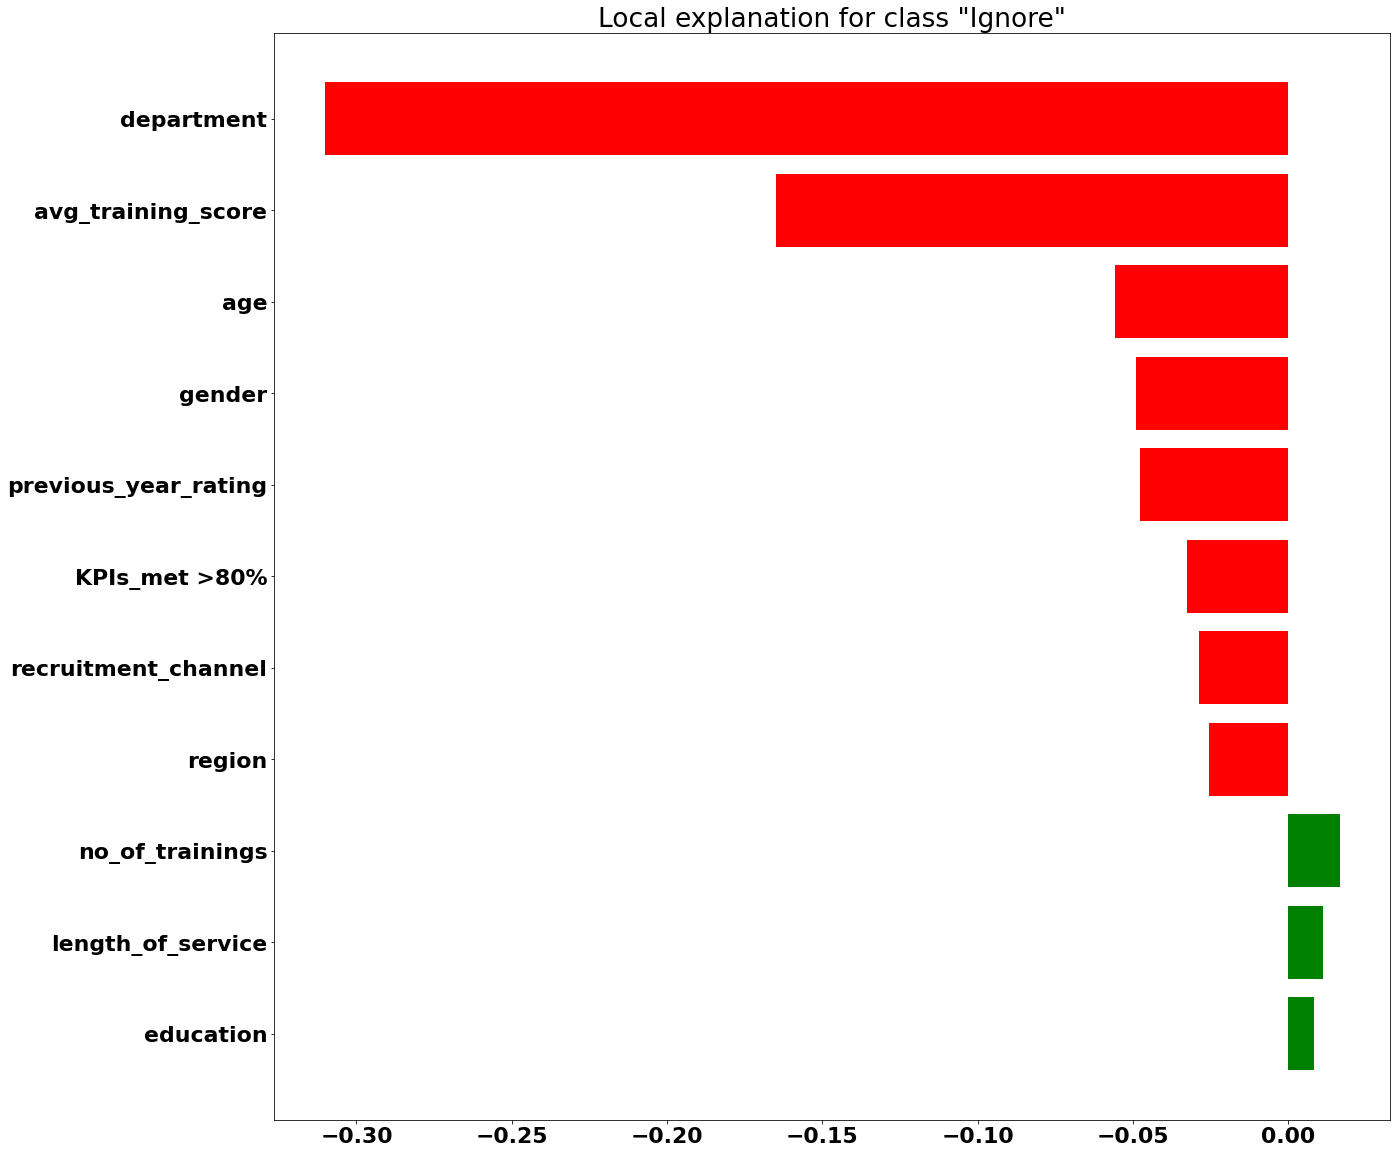 Local explanation for class "Ignore"
department
avg_training_score
age
gender
previous_year_rating
KPIs_met >80%
recruitment_channel
region
no_of_trainings
length_of_service
education
−0.30 −0.25 −0.20 −0.15 −0.10 −0.05 0.00